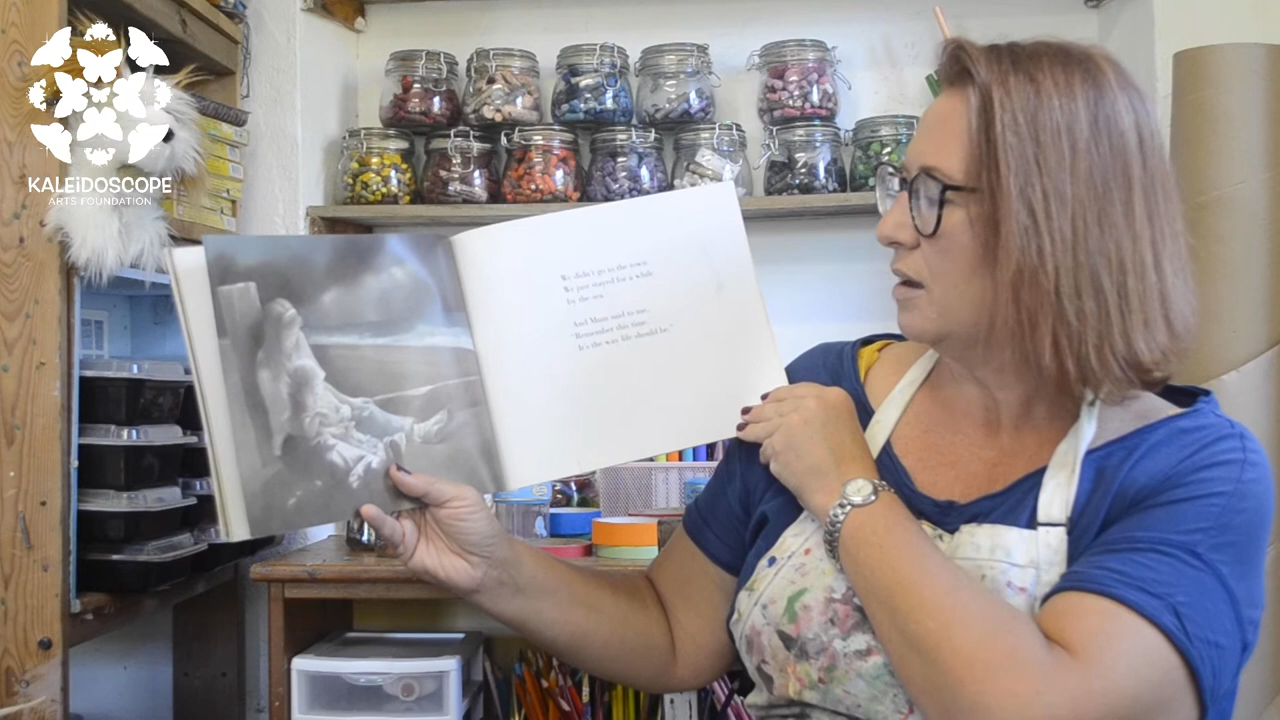 KALEiDOSCOPE
ARTS FOUNDATION
We didn't go to the town.
We just stayed for a while
by the sea.
And Mum said to me,
"Remember this time.
It's the way life should be."